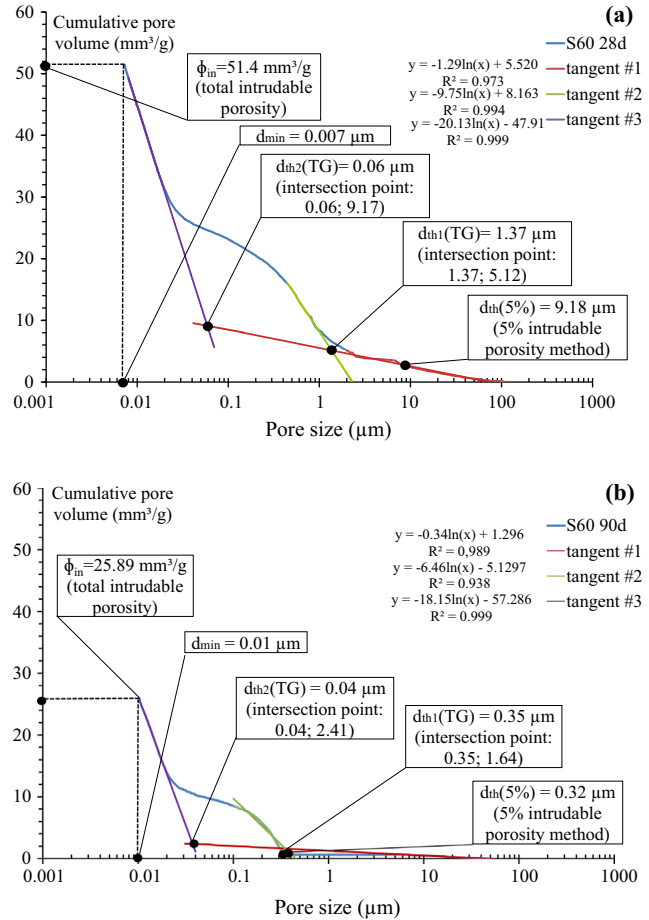 (a)
Cumulative pore
volume (mm³/g)
60
50
40
30
20
10
0
ϕin=51.4 mm³/g
(total intrudable
porosity)
dmin = 0.007 µm
dth2(TG)= 0.06 µm
(intersection point:
0.06; 9.17)
y = -1.29ln(x) + 5.520
R² = 0.973
y = -9.75ln(x) + 8.163
R² = 0.994
y = -20.13ln(x) - 47.91
R² = 0.999
S60 28d
tangent #1
tangent #2
tangent #3
dth1(TG)= 1.37 µm
(intersection point:
1.37; 5.12)
dth(5%) = 9.18 µm
(5% intrudable
porosity method)
0.001 0.01 0.1 1 10 100 1000
Pore size (µm)
(b)
Cumulative pore
volume (mm³/g)
60
50
40
30
20
10
0
ϕin=25.89 mm³/g
(total intrudable
porosity)
dmin = 0.01 µm
dth2(TG) = 0.04 µm
(intersection point:
0.04; 2.41)
y = -0.34ln(x) + 1.296
R² = 0,989
y = -6.46ln(x) - 5.1297
R² = 0.938
y = -18.15ln(x) - 57.286
R² = 0.999
S60 90d
tangent #1
tangent #2
tangent #3
dth1(TG) = 0.35 µm
(intersection point:
0.35; 1.64)
dth(5%) = 0.32 µm
(5% intrudable
porosity method)
0.001 0.01 0.1 1 10 100 1000
Pore size (µm)